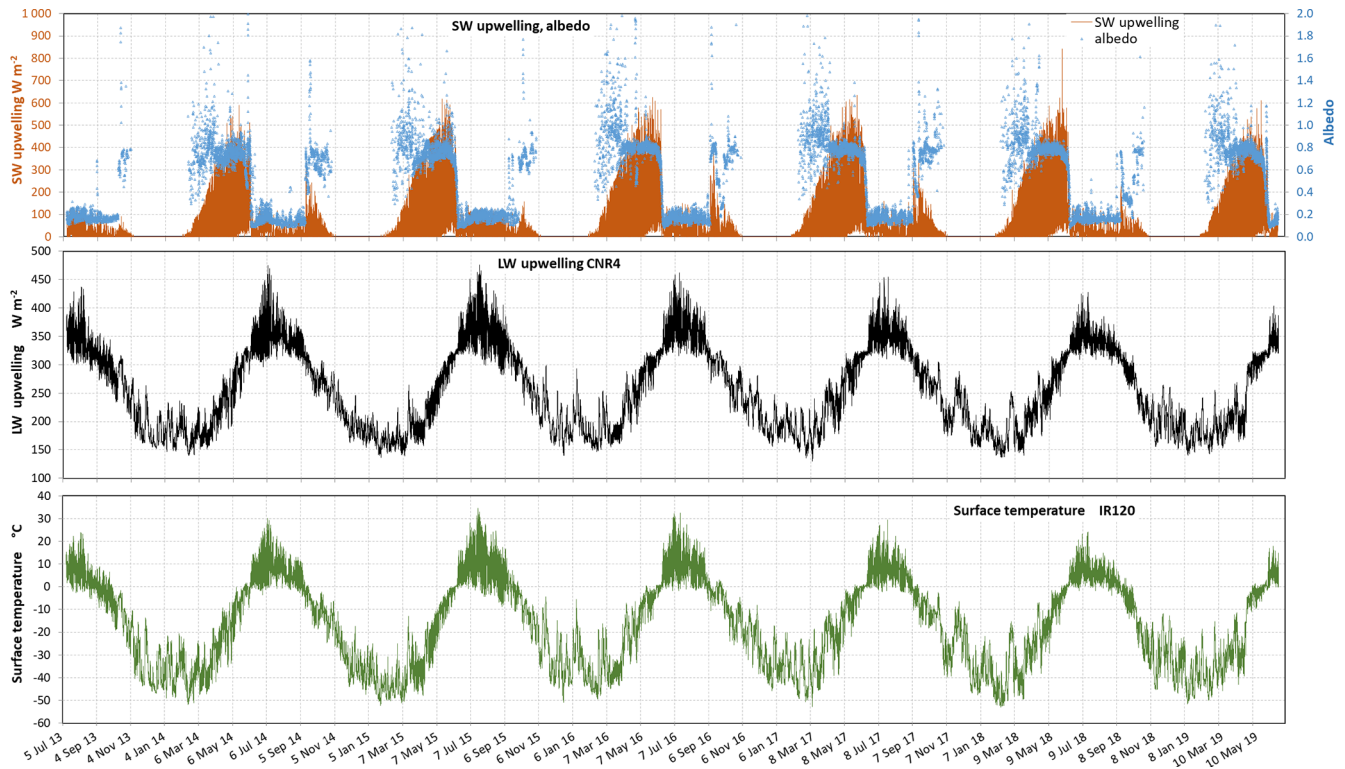 SW upwelling, albedo
SW upwelling
albedo
SW upwelling W m⁻²
1 000
900
800
700
600
500
400
300
200
100
0
2.0
1.8
1.6
1.4
1.2
1.0
0.8
0.6
0.4
0.2
0.0
Albedo
LW upwelling CNR4
LW upwelling W m⁻²
500
450
400
350
300
250
200
150
100
Surface temperature IR120
Surface temperature °C
40
30
20
10
0
-10
-20
-30
-40
-50
-60
5 Jul 13
4 Sep 13
4 Nov 13
4 Jan 14
6 Mar 14
6 May 14
6 Jul 14
5 Sep 14
5 Nov 14
5 Jan 15
7 Mar 15
7 May 15
7 Jul 15
6 Sep 15
6 Nov 15
6 Jan 16
7 Mar 16
7 May 16
7 Jul 16
6 Sep 16
6 Nov 16
6 Jan 17
8 Mar 17
8 May 17
8 Jul 17
7 Sep 17
7 Nov 17
7 Jan 18
9 Mar 18
9 May 18
9 Jul 18
8 Sep 18
8 Nov 18
8 Jan 19
10 Mar 19
10 May 19